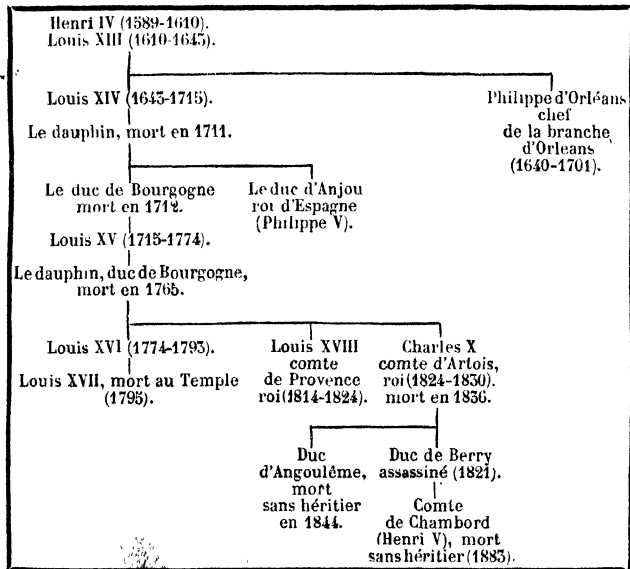 Henri IV (1589-1610).
Louis XIII (1610-1643).
Louis XIV (1643-1715).
Philippe d'Orléans
chef
de la branche
d'Orleans
(1640-1701).
Le dauphin, mort en 1711.
Le duc de Bourgogne
mort en 1712.
Le duc d'Anjou
roi d'Espagne
(Philippe V).
Louis XV (1715-1774).
Le dauphin, duc de Bourgogne,
mort en 1765.
Louis XVI (1774-1793).
Louis XVII, mort au Temple
(1795).
Louis XVIII
comte
de Provence
roi (1814-1824).
Charles X
comte d'Artois,
roi (1824-1830).
mort en 1836.
Duc
d'Angoulême,
mort
sans héritier
en 1844.
Duc de Berry
assassiné (1821).
Comte
de Chambord
(Henri V), mort
sans héritier (1883).